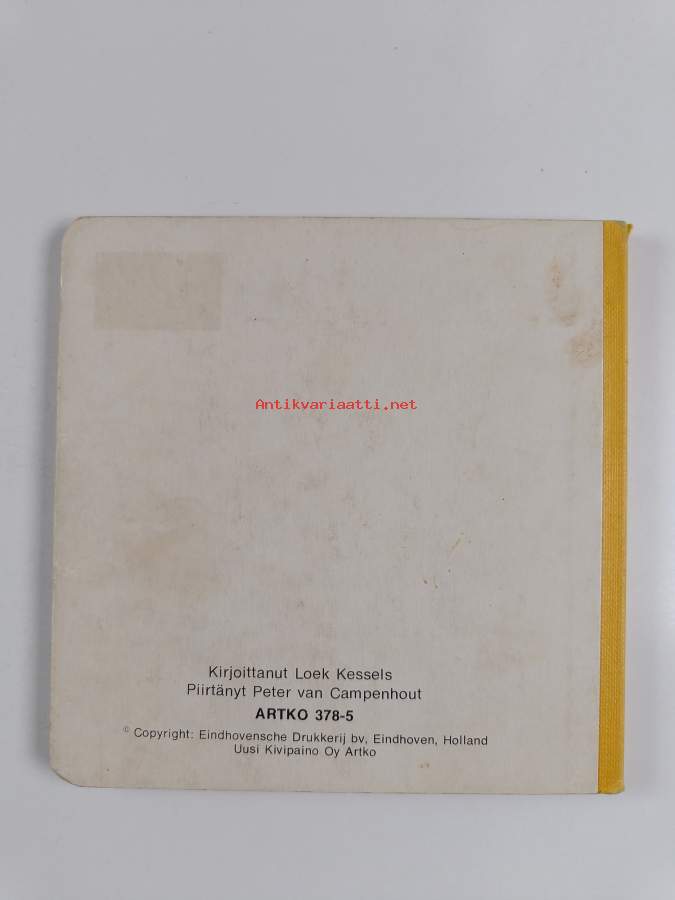 Antikvariaatti.net
Kirjoittanut Loek Kessels
Piirtänyt Peter van Campenhout
ARTKO 378-5
© Copyright: Eindhovensche Drukkerij bv, Eindhoven, Holland
Uusi Kivipaino Oy Artko